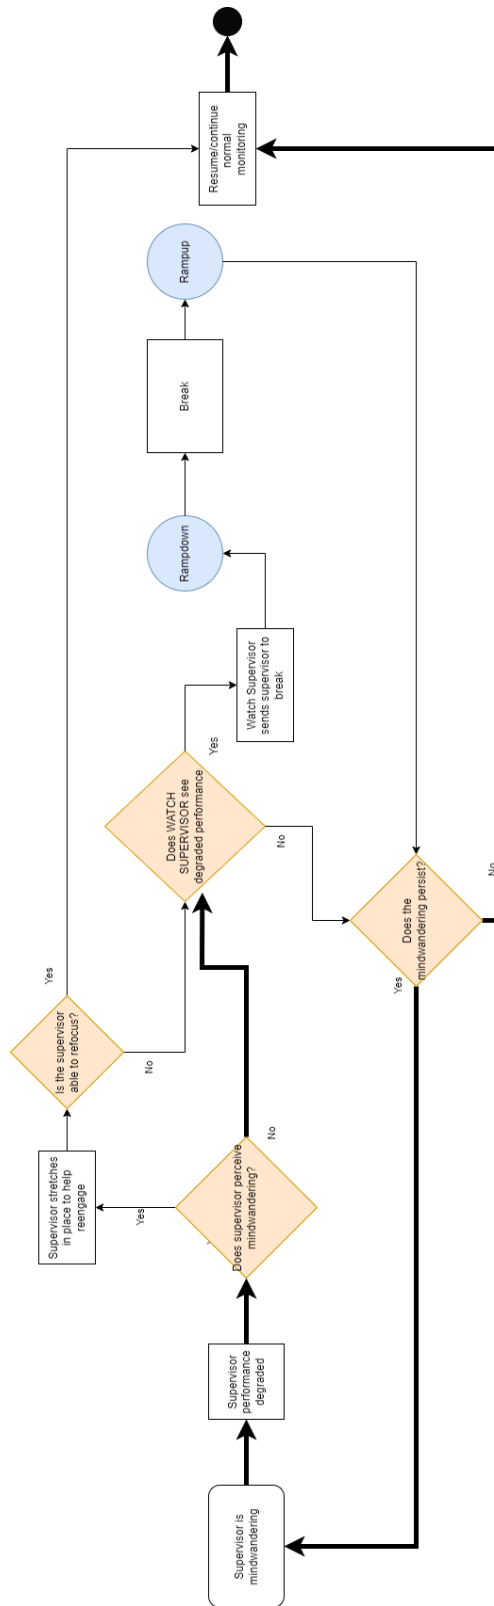 Supervisor is
mindwandering
Supervisor
performance
degraded
Does supervisor perceive
mindwandering?
Yes
No
Supervisor stretches
in place to help
reengage
Is the supervisor
able to refocus?
Yes
No
Does WATCH
SUPERVISOR see
degraded performance
Yes
No
Watch Supervisor
sends supervisor to
break
Rampdown
Break
Rampup
Does the
mindwandering persist?
Yes
No
Resume/continue
normal
monitoring